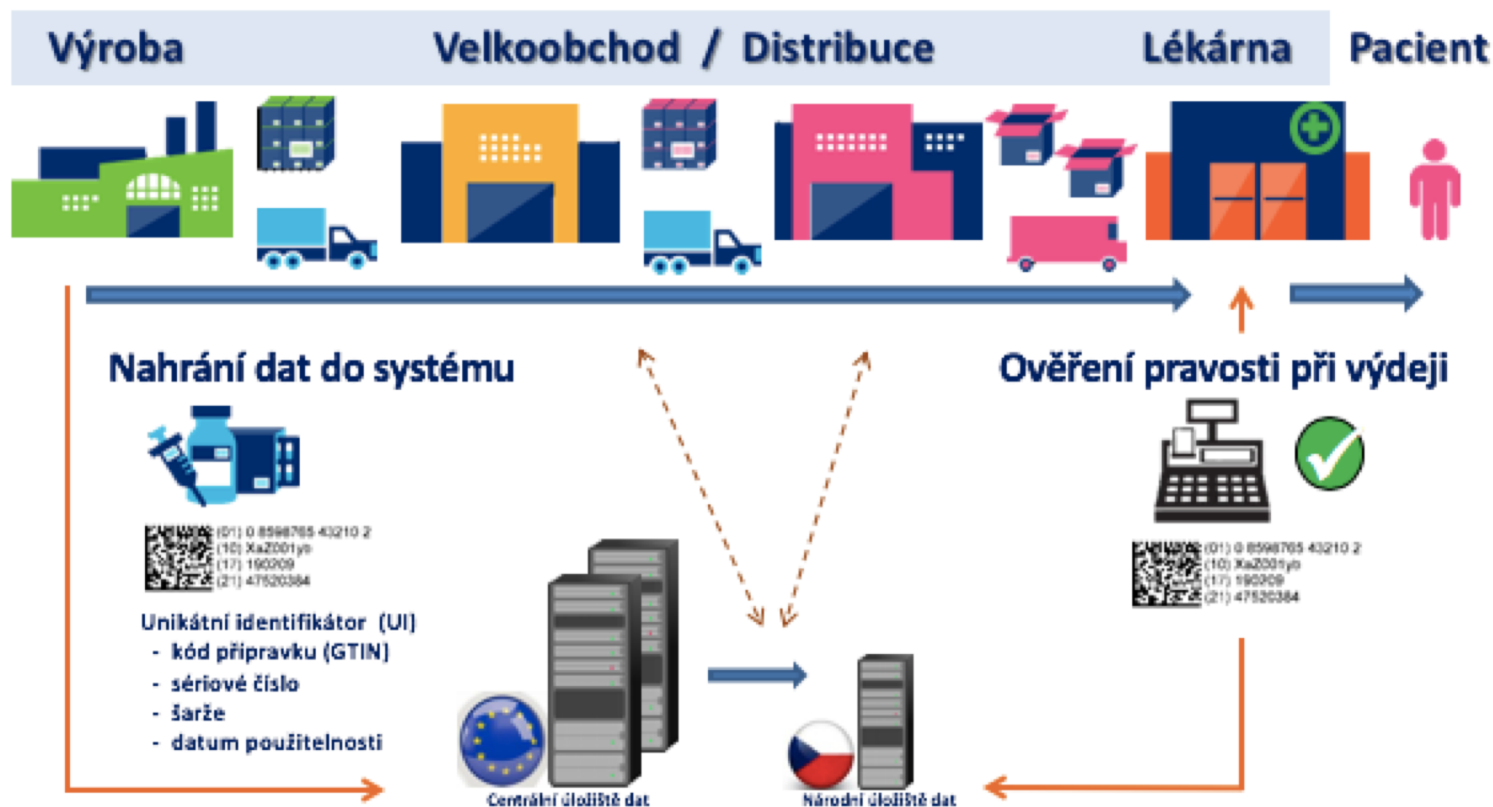 Výroba
Velkoobchod / Distribuce
Lékárna
Pacient
Nahrání dat do systému
Ověření pravosti při výdeji
(01) 0 8598765 43210 2
(10) XaZ001yb
(17) 190209
(21) 47520384
(01) 0 8598765 43210 2
(10) XaZ001yb
(17) 190209
(21) 47520384
Unikátní identifikátor (UI)
- kód přípravku (GTIN)
- sériové číslo
- šarže
- datum použitelnosti
Centrální úložiště dat
Národní úložiště dat